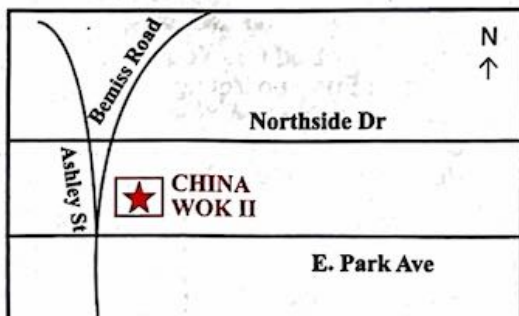 N
Bemiss Road
Northside Dr
Ashley St
CHINA
WOK II
E. Park Ave